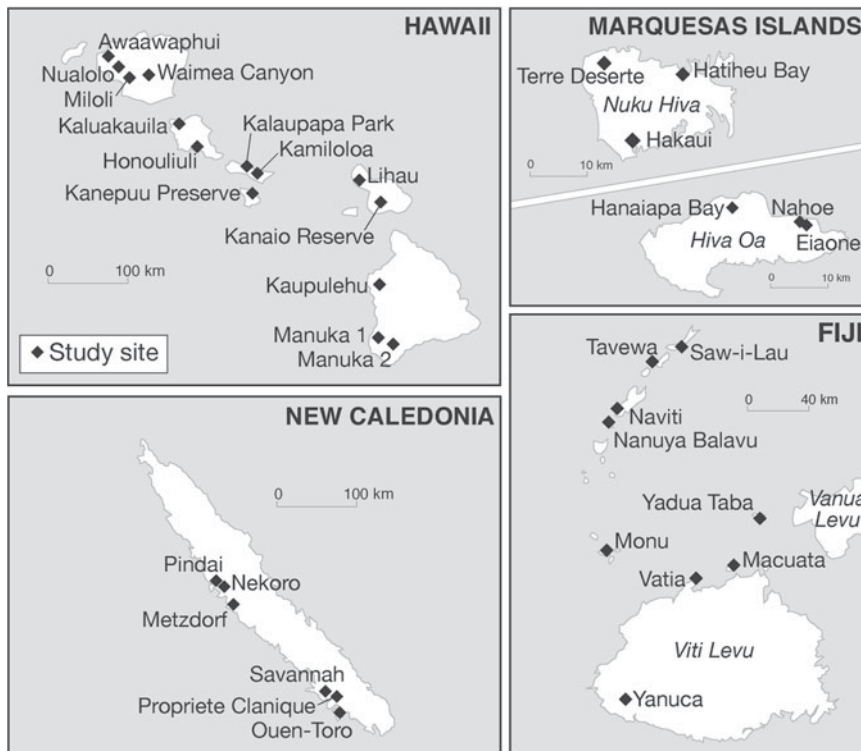 HAWAII
Awaawaphui
Nualolo
Waimea Canyon
Miloli
Kaluakauila
Kalaupapa Park
Honouliuli
Kamiloloa
Kanepuu Preserve
Lihau
Kanaio Reserve
0 100 km
Kaupulehu
Manuka 1
Manuka 2
Study site
MARQUESAS ISLANDS
Terre Deserte
Hatiheu Bay
Nuku Hiva
Hakaui
0 10 km
Hanaiapa Bay
Nahoe
Hiva Oa
Eiaone
0 10 km
NEW CALEDONIA
0 100 km
Pindai
Nekoro
Metzdorf
Savannah
Propriete Clanique
Ouen-Toro
FIJI
Tavewa
Saw-i-Lau
0 40 km
Naviti
Nanuya Balavu
Yadua Taba
Vanua
Levu
Monu
Macuata
Vatia
Viti Levu
Yanuca